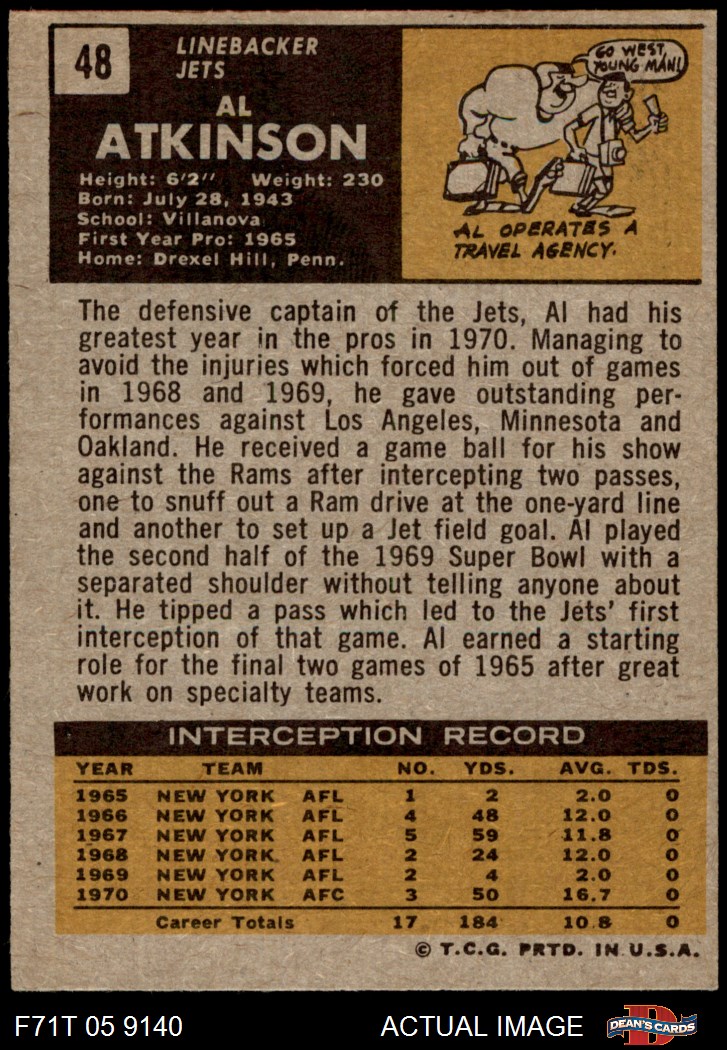 48
LINEBACKER
JETS
AL
ATKINSON
Height: 6'2" Weight: 230
Born: July 28, 1943
School: Villanova
First Year Pro: 1965
Home: Drexel Hill, Penn.
GO WEST,
YOUNG MAN!
AL OPERATES A
TRAVEL AGENCY.
The defensive captain of the Jets, Al had his
greatest year in the pros in 1970. Managing to
avoid the injuries which forced him out of games
in 1968 and 1969, he gave outstanding per-
formances against Los Angeles, Minnesota and
Oakland. He received a game ball for his show
against the Rams after intercepting two passes,
one to snuff out a Ram drive at the one-yard line
and another to set up a Jet field goal. Al played
the second half of the 1969 Super Bowl with a
separated shoulder without telling anyone about
it. He tipped a pass which led to the Jets' first
interception of that game. Al earned a starting
role for the final two games of 1965 after great
work on specialty teams.
INTERCEPTION RECORD
YEAR TEAM NO. YDS. AVG. TDS.
1965 NEW YORK AFL 1 2 2.0 0
1966 NEW YORK AFL 4 48 12.0 0
1967 NEW YORK AFL 5 59 11.8 0
1968 NEW YORK AFL 2 24 12.0 0
1969 NEW YORK AFL 2 4 2.0 0
1970 NEW YORK AFC 3 50 16.7 0
Career Totals 17 184 10.8 0
© T.C.G. PRTD. IN U.S.A.
F71T 05 9140 ACTUAL IMAGE D DEAN'S CARDS